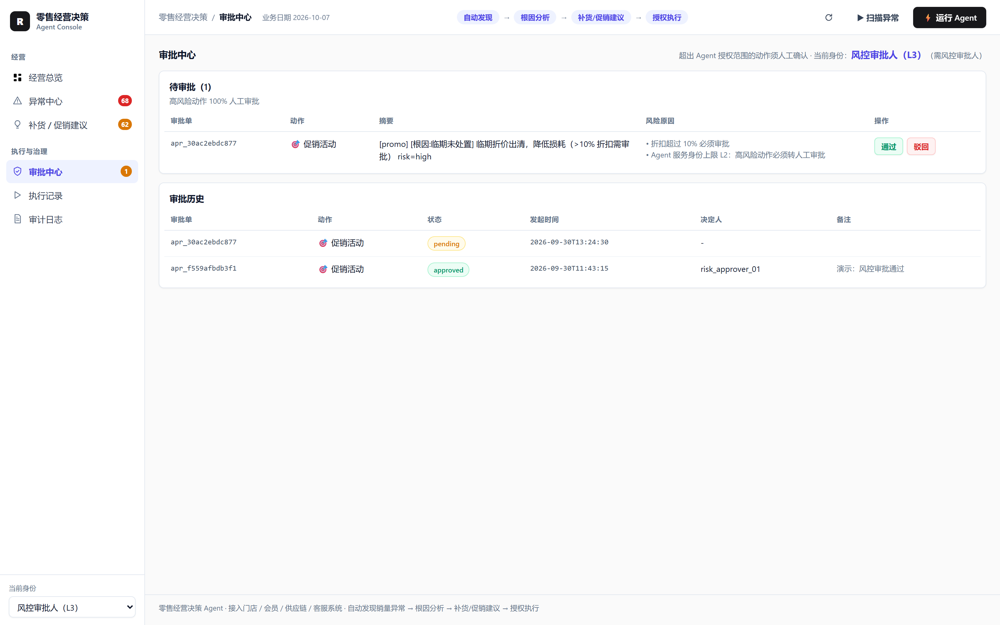 R
零售经营决策
Agent Console
经营
经营总览
异常中心 68
补货 / 促销建议 62
执行与治理
审批中心 1
执行记录
审计日志
当前身份
风控审批人（L3）
零售经营决策 / 审批中心 业务日期 2026-10-07
自动发现 → 根因分析 → 补货/促销建议 → 授权执行
扫描异常
运行 Agent
审批中心
超出 Agent 授权范围的动作须人工确认 · 当前身份：风控审批人（L3）（需风控审批人）
待审批（1）
高风险动作 100% 人工审批
审批单 动作 摘要 风险原因 操作
apr_30ac2ebdc877 促销活动 [promo] [根因:临期未处置] 临期折价出清，降低损耗（>10% 折扣需审
批） risk=high
• 折扣超过 10% 必须审批
• Agent 服务身份上限 L2：高风险动作必须转人工审批
通过 驳回
审批历史
审批单 动作 状态 发起时间 决定人 备注
apr_30ac2ebdc877 促销活动 pending 2026-09-30T13:24:30 -
apr_f559afbdb3f1 促销活动 approved 2026-09-30T11:43:15 risk_approver_01 演示：风控审批通过
零售经营决策 Agent · 接入门店 / 会员 / 供应链 / 客服系统 · 自动发现销量异常 → 根因分析 → 补货/促销建议 → 授权执行